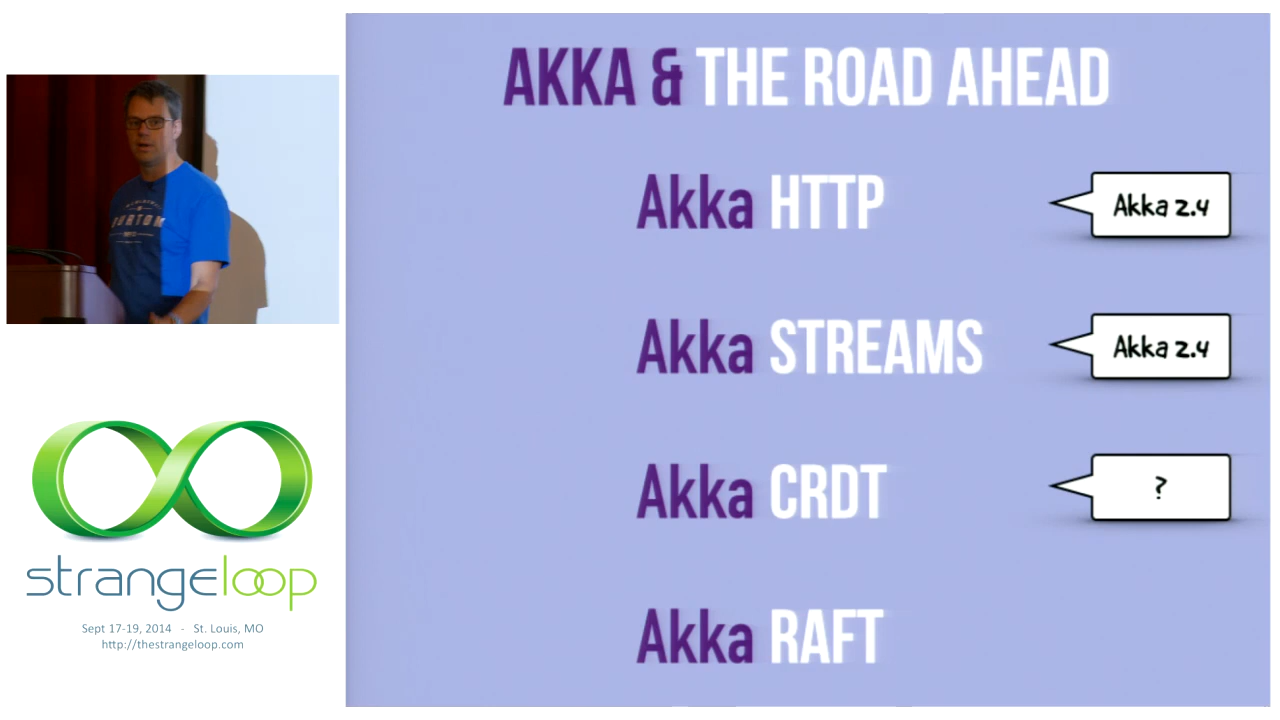 AKKA & THE ROAD AHEAD
Akka HTTP
Akka 2.4
Akka STREAMS
Akka 2.4
Akka CRDT
?
Akka RAFT
BURTON
strangeloop
Sept 17-19, 2014 - St. Louis, MO
http://thestrangeloop.com